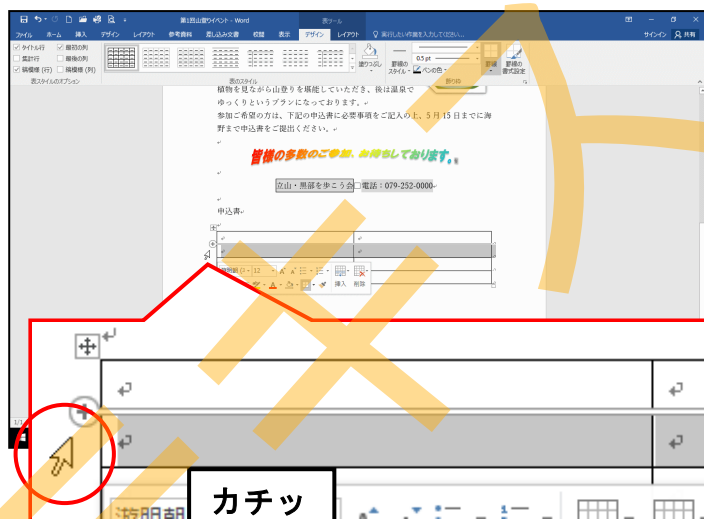 第1回山登りイベント - Word
表ツール
ファイル ホーム 挿入 デザイン レイアウト 参考資料 差し込み文書 校閲 表示 デザイン レイアウト 実行したい作業を入力してください... サインイン 共有
タイトル行 最初の列
集計行 最後の列
縞模様 (行) 縞模様 (列)
塗りつぶし
罫線のスタイル
0.5 pt
ペンの色
罫線
罫線の書式設定
表スタイルのオプション 表のスタイル 飾り枠
植物を見ながら山登りを堪能していただき、後は温泉で
ゆっくりというプランになっております。
参加ご希望の方は、下記の申込書に必要事項をご記入の上、5月15日までに海
野まで申込書をご提出ください。
皆様の多数のご参加、お待ちしております。
立山・黒部を歩こう会□電話:079-252-0000
申込書
12
挿入 削除
游明朝
カチッ